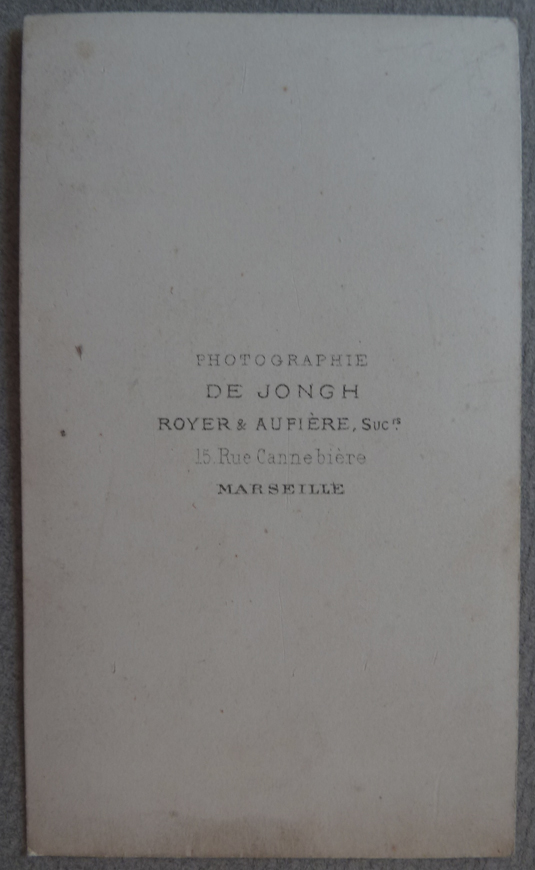 PHOTOGRAPHIE
DE JONGH
ROYER & AUFIÈRE, Sucrs
15. Rue Cannebière
MARSEILLE